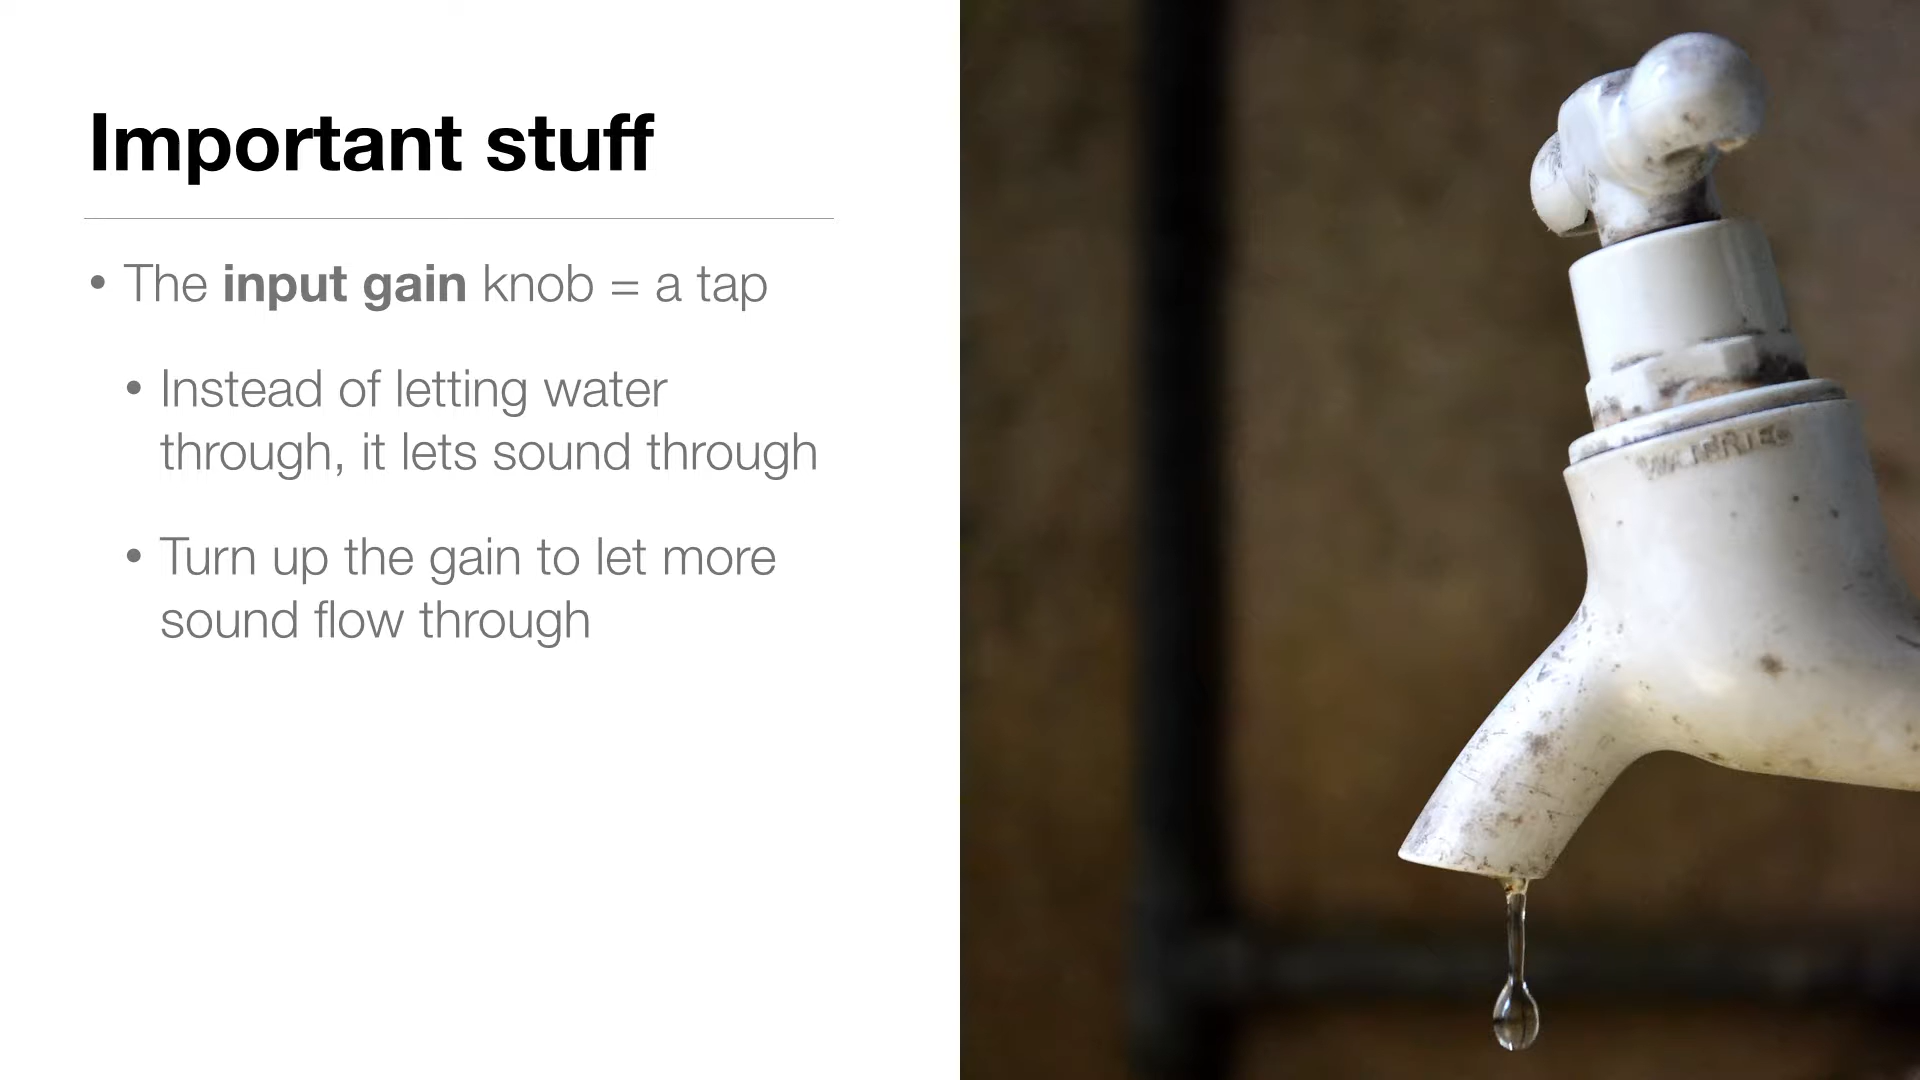 Important stuff
• The input gain knob = a tap
• Instead of letting water
through, it lets sound through
• Turn up the gain to let more
sound flow through